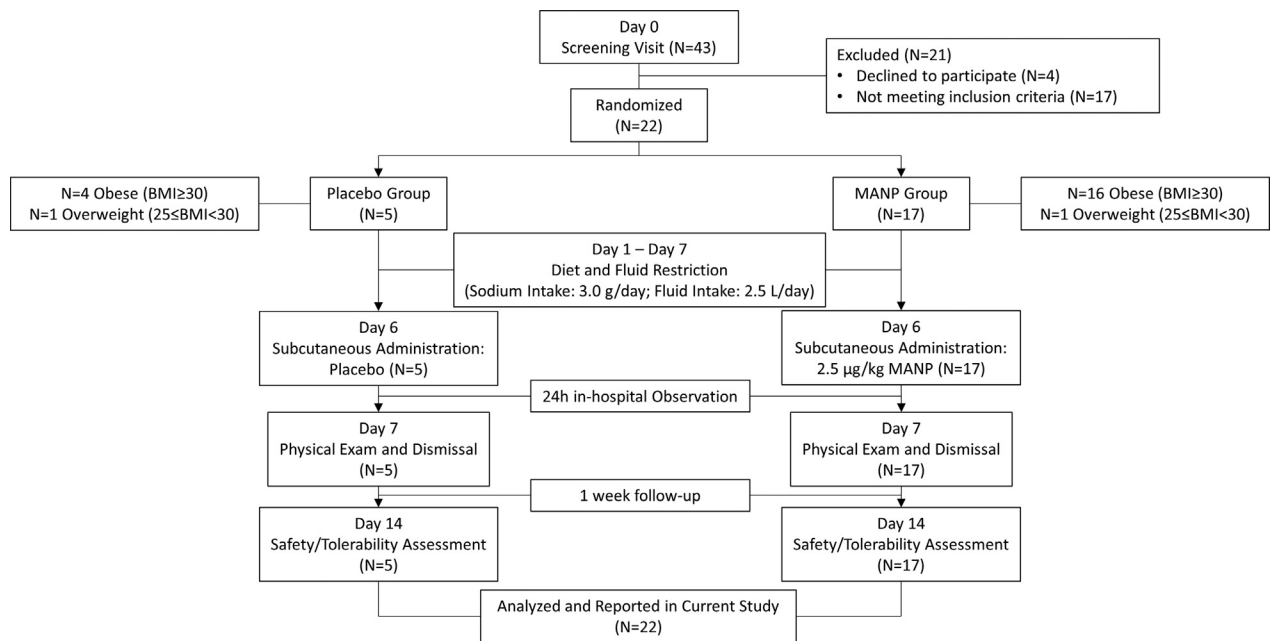 Day 0
Screening Visit (N=43)
Excluded (N=21)
• Declined to participate (N=4)
• Not meeting inclusion criteria (N=17)
Randomized
(N=22)
N=4 Obese (BMI≥30)
N=1 Overweight (25≤BMI<30)
Placebo Group
(N=5)
MANP Group
(N=17)
N=16 Obese (BMI≥30)
N=1 Overweight (25≤BMI<30)
Day 1 – Day 7
Diet and Fluid Restriction
(Sodium Intake: 3.0 g/day; Fluid Intake: 2.5 L/day)
Day 6
Subcutaneous Administration:
Placebo (N=5)
Day 6
Subcutaneous Administration:
2.5 µg/kg MANP (N=17)
24h in-hospital Observation
Day 7
Physical Exam and Dismissal
(N=5)
Day 7
Physical Exam and Dismissal
(N=17)
1 week follow-up
Day 14
Safety/Tolerability Assessment
(N=5)
Day 14
Safety/Tolerability Assessment
(N=17)
Analyzed and Reported in Current Study
(N=22)